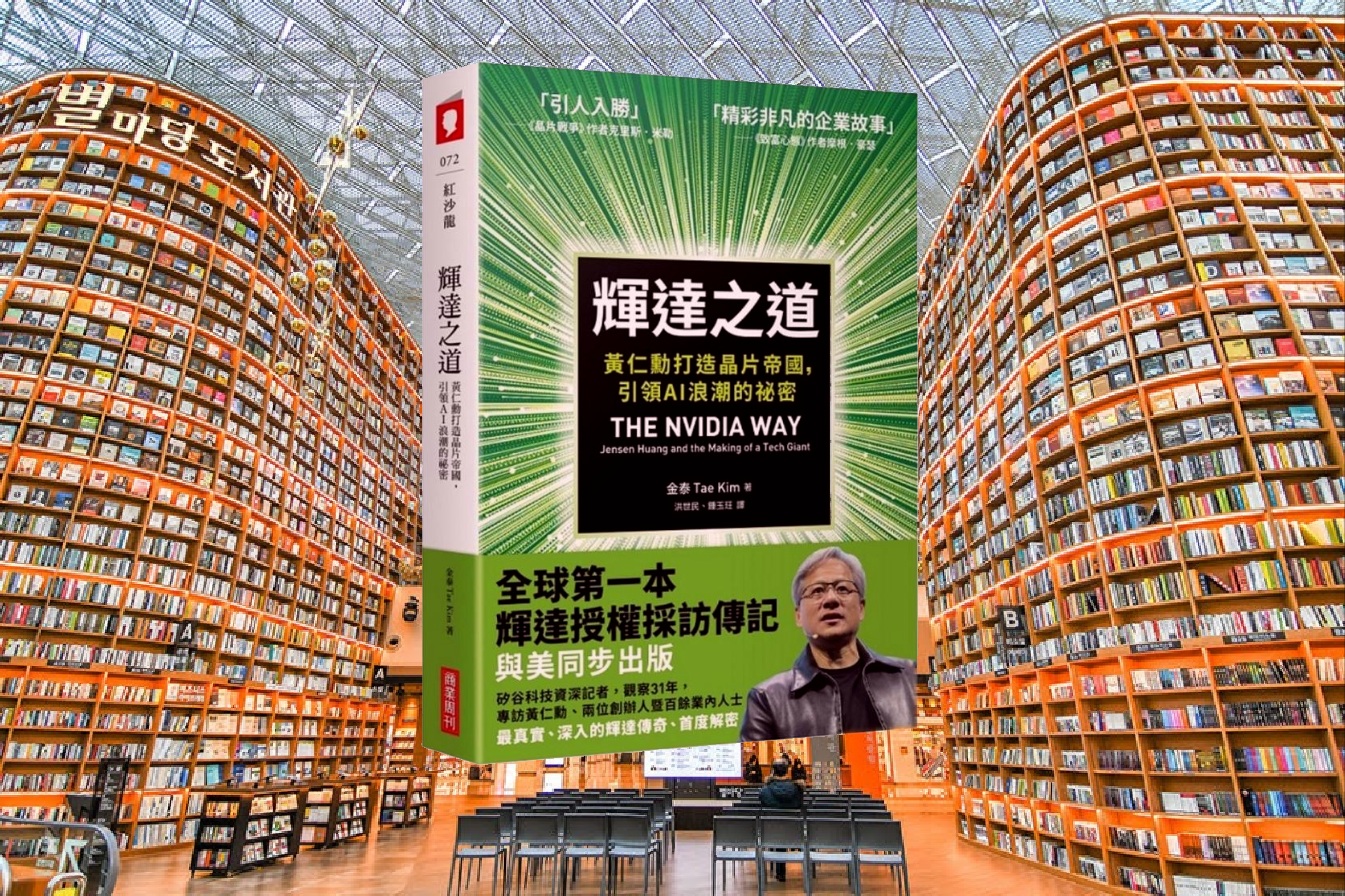 별마당 도서관
「引人入勝」
──《晶片戰爭》作者克里斯・米勒
「精彩非凡的企業故事」
──《致富心態》作者摩根・豪瑟
072
紅沙龍
輝達之道
黃仁勳打造晶片帝國，
引領AI浪潮的祕密
金泰 Tae Kim 著
商業周刊
輝達之道
黃仁勳打造晶片帝國，
引領AI浪潮的祕密
THE NVIDIA WAY
Jensen Huang and the Making of a Tech Giant
金泰 Tae Kim 著
洪世民、鍾玉玨 譯
全球第一本
輝達授權採訪傳記
與美同步出版
矽谷科技資深記者，觀察31年，
專訪黃仁勳、兩位創辦人暨百餘業內人士
最真實、深入的輝達傳奇、首度解密
A
A
B
별마당